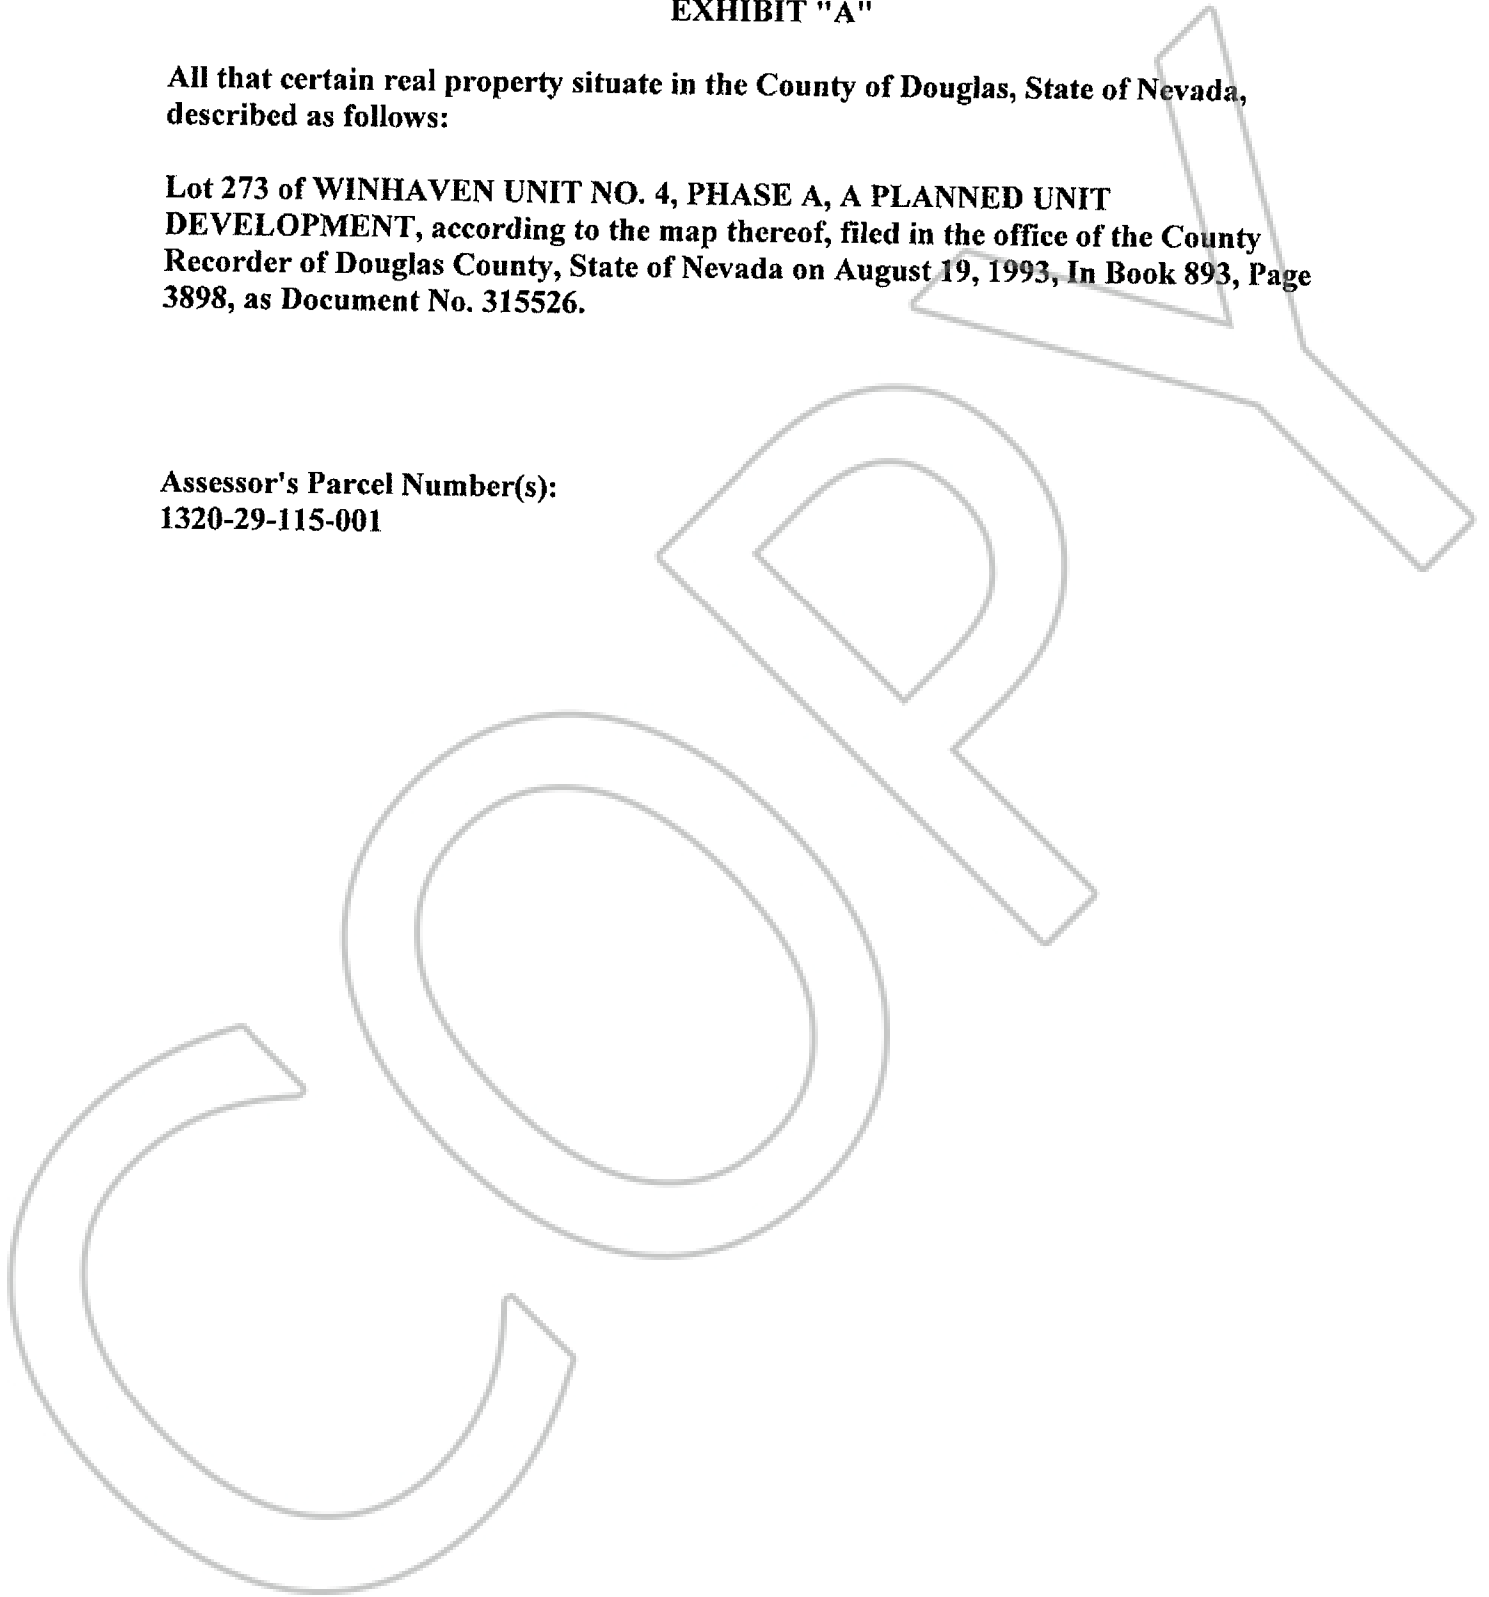 EXHIBIT "A"
All that certain real property situate in the County of Douglas, State of Nevada,
described as follows:
Lot 273 of WINHAVEN UNIT NO. 4, PHASE A, A PLANNED UNIT
DEVELOPMENT, according to the map thereof, filed in the office of the County
Recorder of Douglas County, State of Nevada on August 19, 1993, In Book 893, Page
3898, as Document No. 315526.
Assessor's Parcel Number(s):
1320-29-115-001
COPY